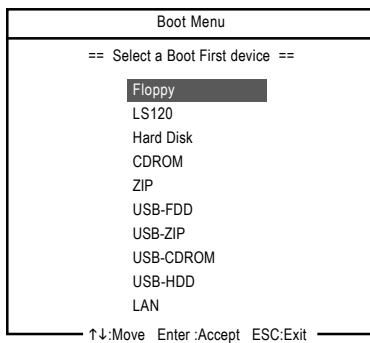 Boot Menu
== Select a Boot First device ==
Floppy
LS120
Hard Disk
CDROM
ZIP
USB-FDD
USB-ZIP
USB-CDROM
USB-HDD
LAN
↑↓:Move Enter :Accept ESC:Exit